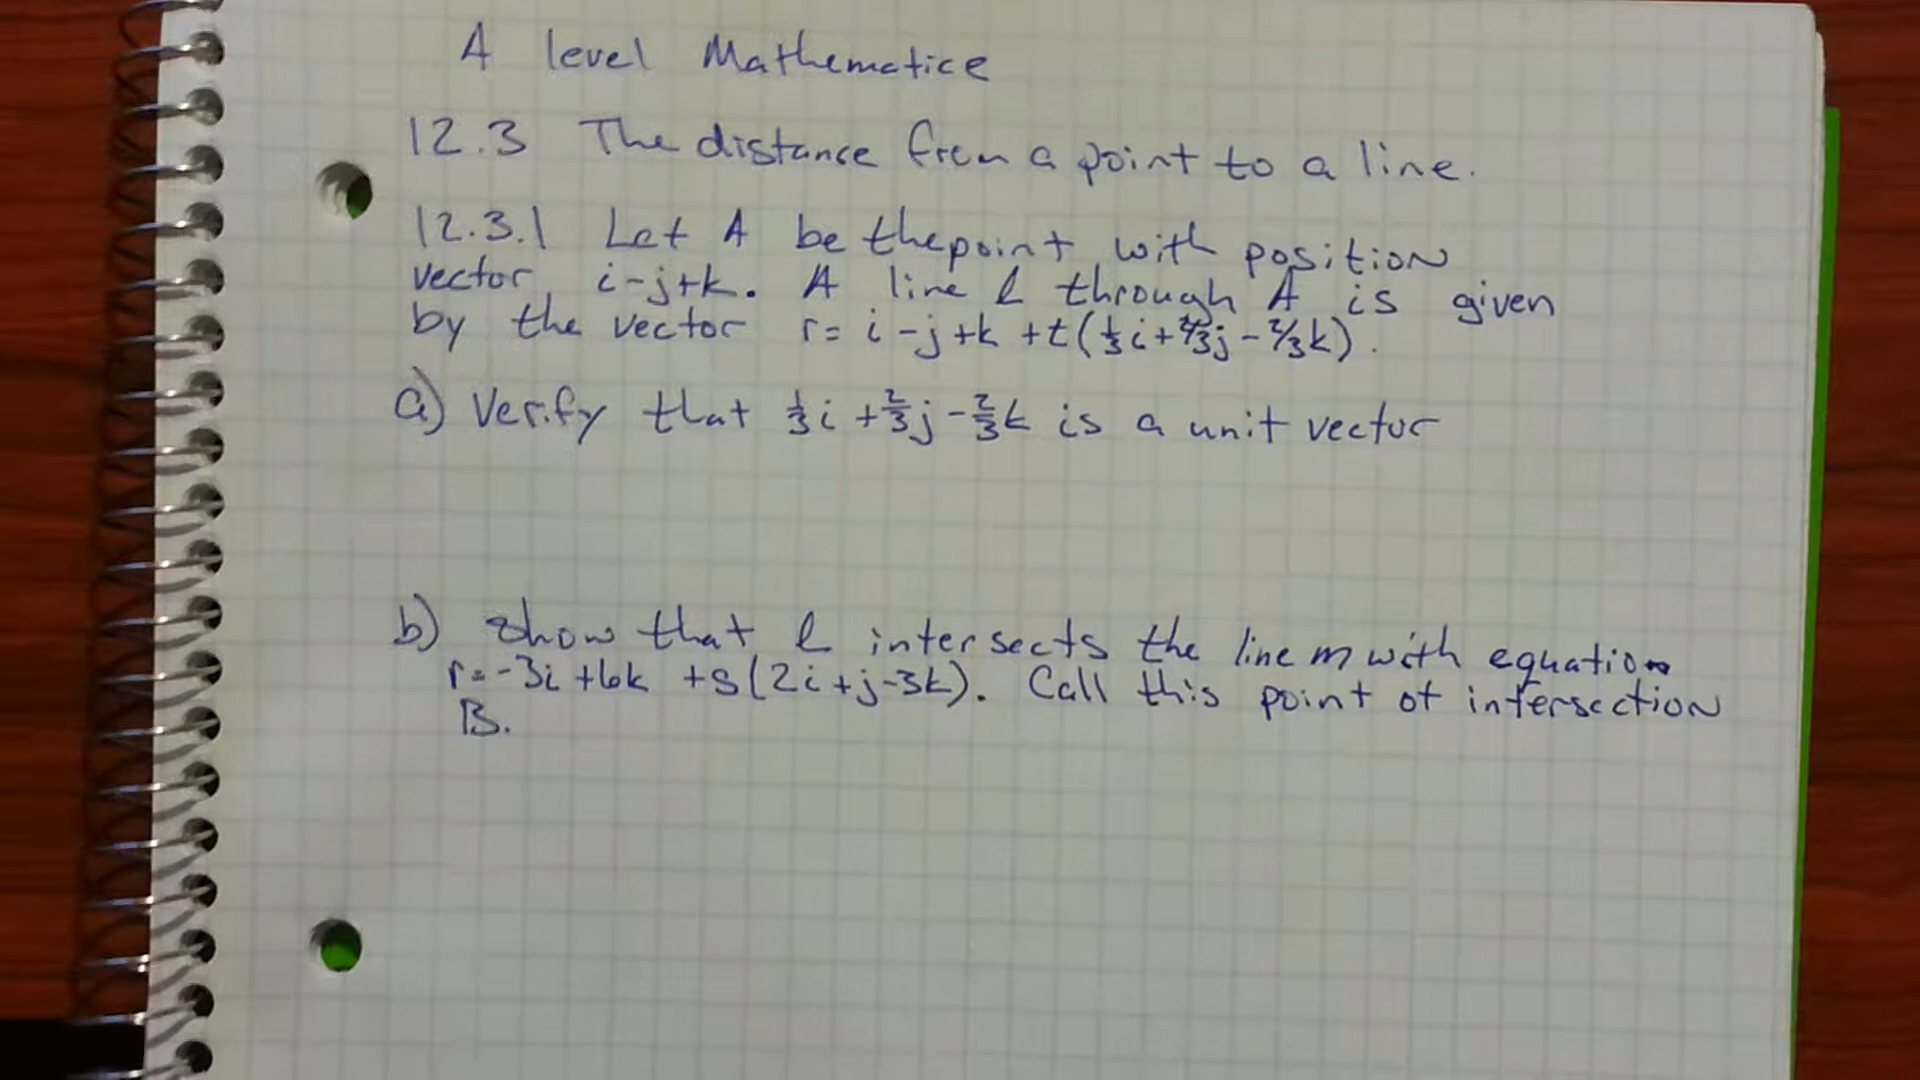 A level Mathematice
12.3 The distance from a point to a line.
12.3.1 Let A be the point with position
vector i-j+k. A line l through A is given
by the vector r= i-j+k +t(⅓i+⅔j-⅔k).
a) Verify that ⅓i+⅔j-⅔k is a unit vector
b) show that l intersects the line m with equation
r=-3i+6k +s(2i+j-3k). Call this point of intersection
B.